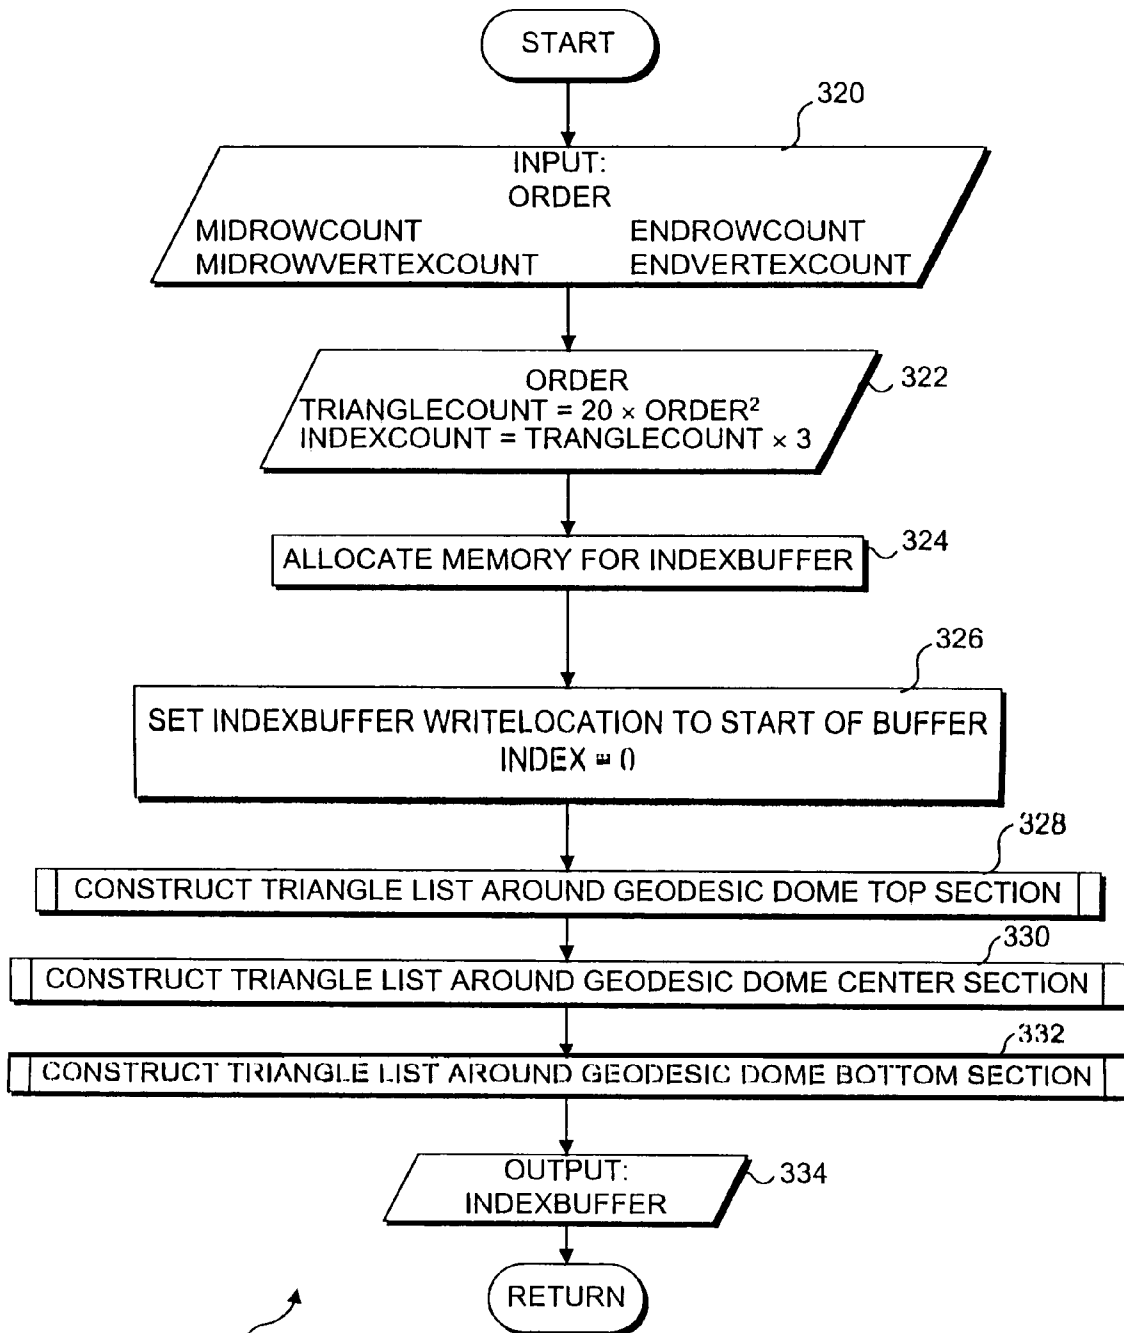 START
320
INPUT:
ORDER
MIDROWCOUNT ENDROWCOUNT
MIDROWVERTEXCOUNT ENDVERTEXCOUNT
322
ORDER
TRIANGLECOUNT = 20 × ORDER²
INDEXCOUNT = TRANGLECOUNT × 3
324
ALLOCATE MEMORY FOR INDEXBUFFER
326
SET INDEXBUFFER WRITELOCATION TO START OF BUFFER
INDEX = 0
328
CONSTRUCT TRIANGLE LIST AROUND GEODESIC DOME TOP SECTION
330
CONSTRUCT TRIANGLE LIST AROUND GEODESIC DOME CENTER SECTION
332
CONSTRUCT TRIANGLE LIST AROUND GEODESIC DOME BOTTOM SECTION
OUTPUT:
INDEXBUFFER
334
RETURN